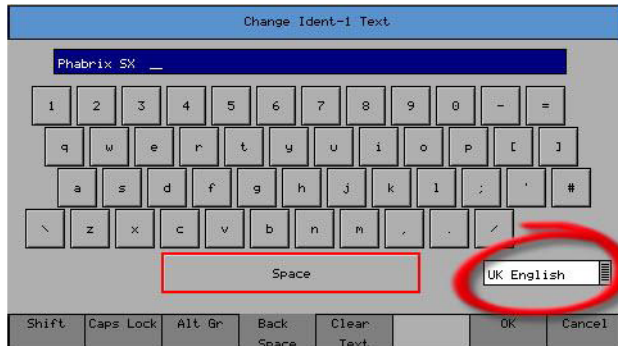 Change Ident-1 Text
Phabrix SX __
1 2 3 4 5 6 7 8 9 0 - =
q w e r t y u i o p [ ]
a s d f g h j k l ; ' #
\ z x c v b n m , . /
Space
UK English
Shift Caps Lock Alt Gr Back Space Clear Text OK Cancel